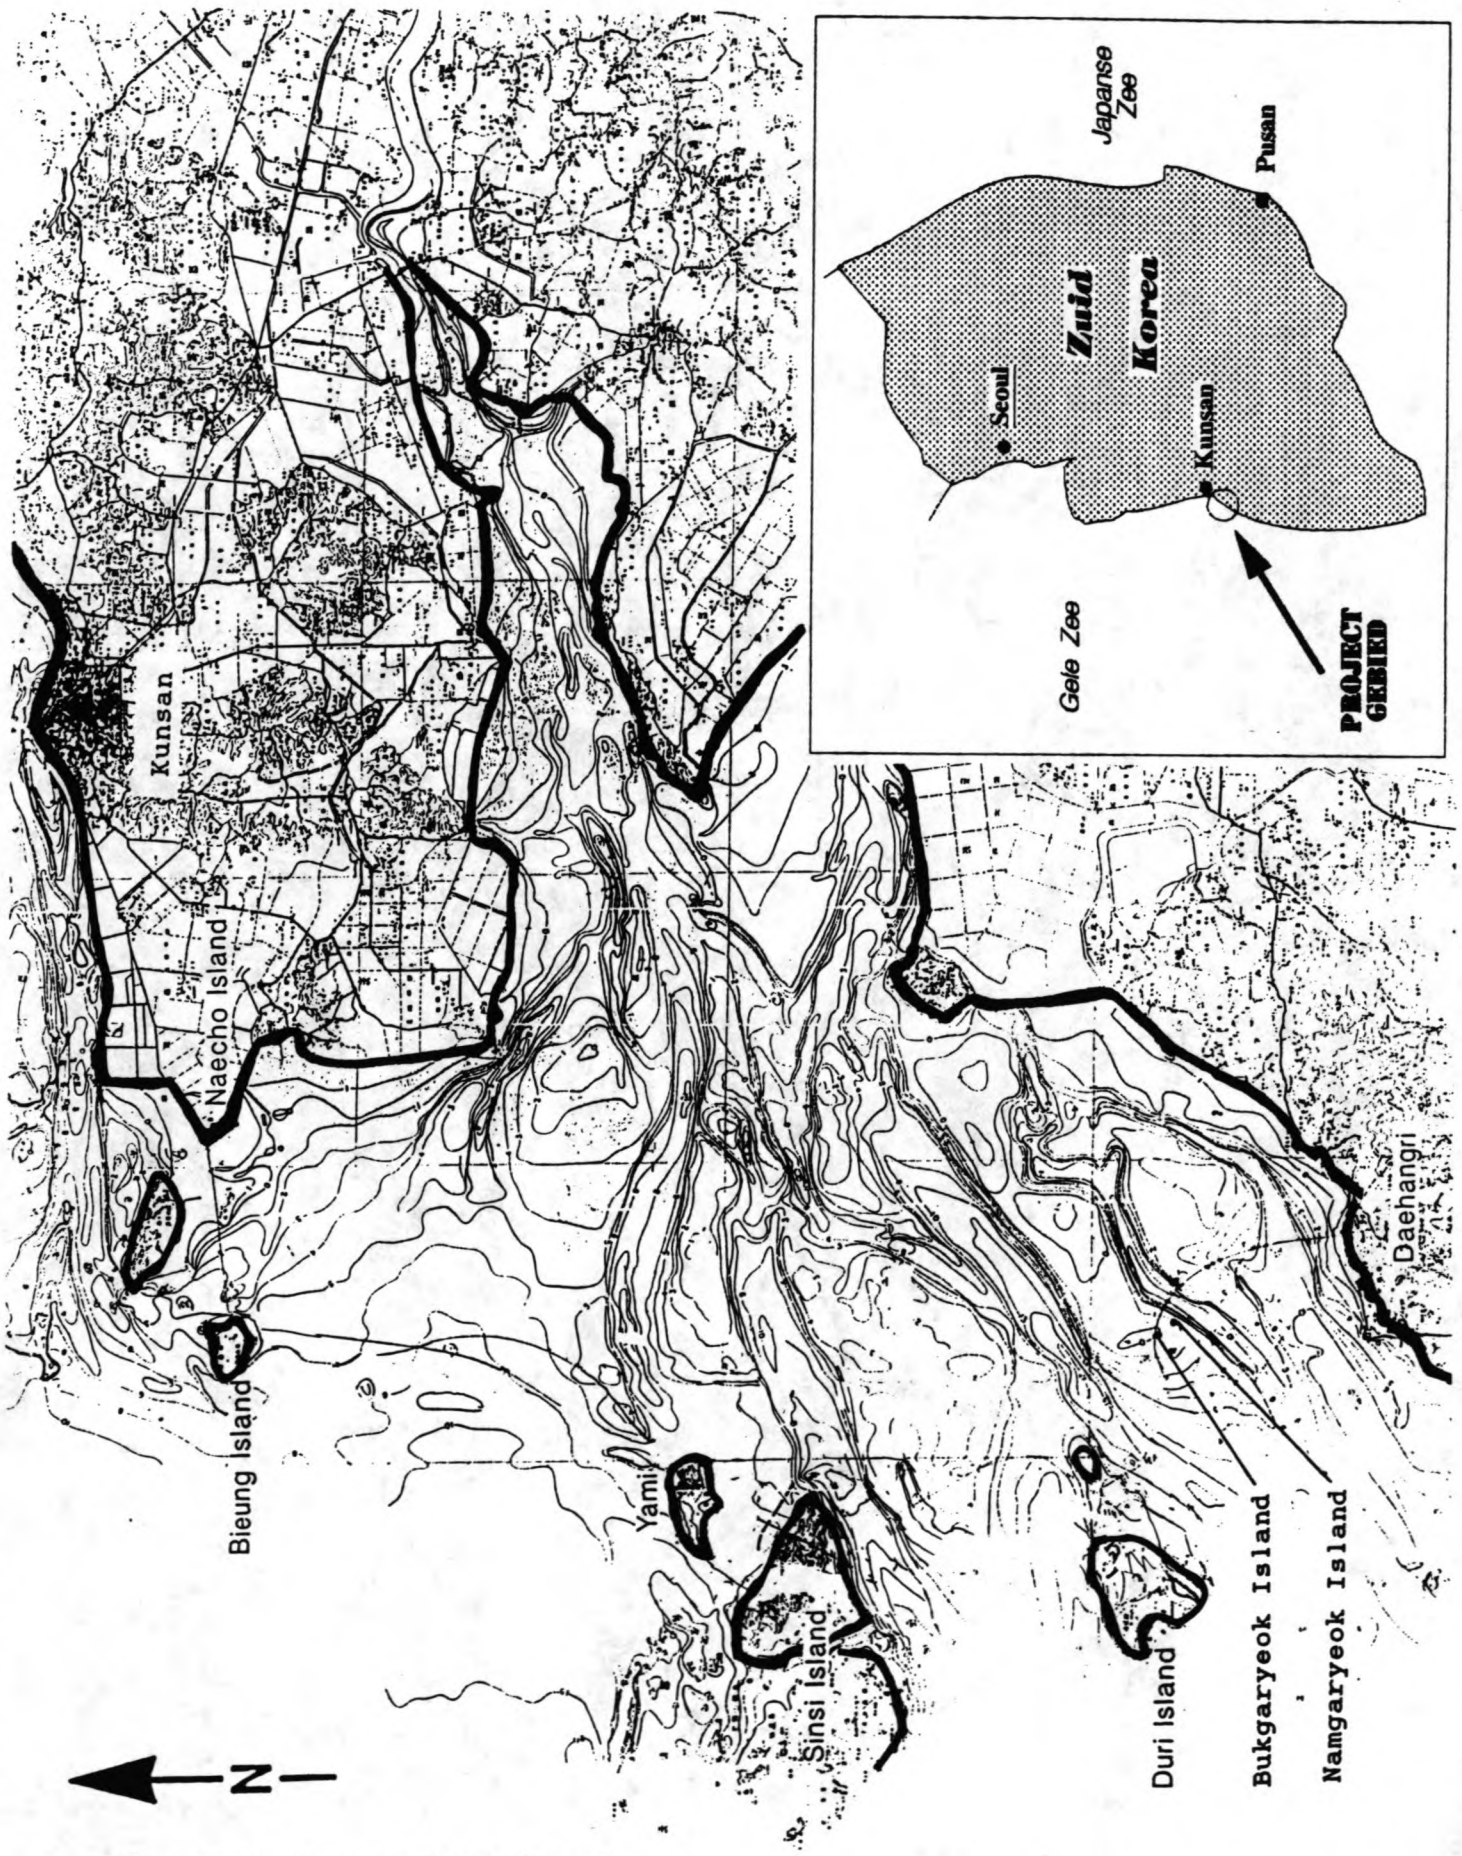 Japanse
Zee
Pusan
Zuid
Korea
Seoul
Kunsan
Gele Zee
PROJECT
GEBIED
Kunsan
Naecho Island
Bieung Island
Yami
Sinsi Island
Duri Island
Bukgaryeok Island
Namgaryeok Island
Daehangri
N